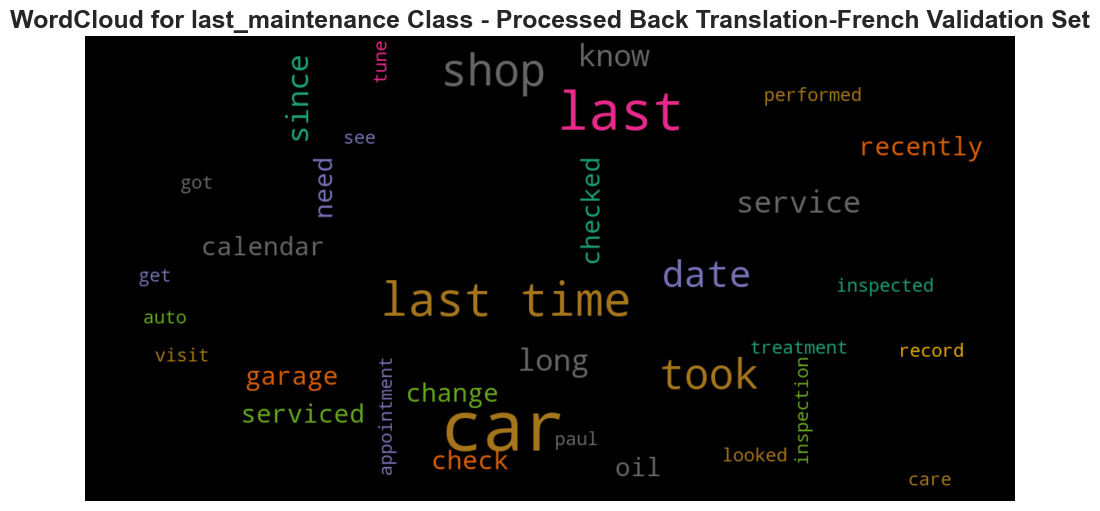 WordCloud for last_maintenance Class - Processed Back Translation-French Validation Set
tune
shop
know
since
last
performed
see
recently
need
checked
got
service
calendar
date
get
last time
inspected
auto
treatment
record
visit
long
took
garage
change
appointment
inspection
serviced
car
paul
check
looked
oil
care